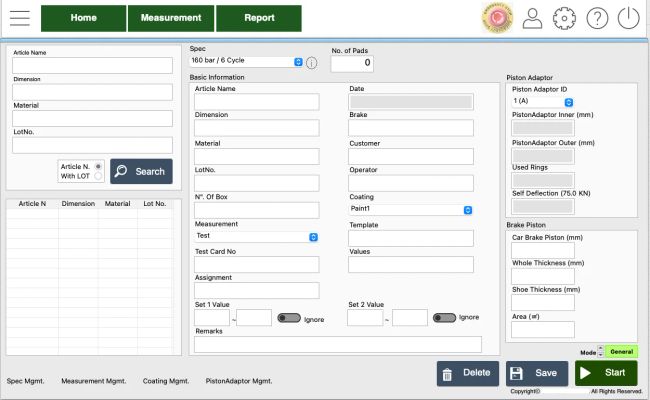 Home
Measurement
Report
Article Name
Dimension
Material
LotNo.
Article N.
With LOT
Search
Article N Dimension Material Lot No.
Spec
160 bar / 6 Cycle
No. of Pads
0
Basic Information
Article Name
Date
Dimension
Brake
Material
Customer
LotNo.
Operator
N°. Of Box
Coating
Paint1
Measurement
Test
Template
Test Card No
Values
Assignment
Set 1 Value
~
Ignore
Set 2 Value
~
Ignore
Remarks
Piston Adaptor
Piston Adaptor ID
1 (A)
PistonAdaptor Inner (mm)
PistonAdaptor Outer (mm)
Used Rings
Self Deflection (75.0 KN)
Brake Piston
Car Brake Piston (mm)
Whole Thickness (mm)
Shoe Thickness (mm)
Area (㎠)
Mode
General
Delete
Save
Start
Spec Mgmt. Measurement Mgmt. Coating Mgmt. PistonAdaptor Mgmt.
Copyright© All Rights Reserved.